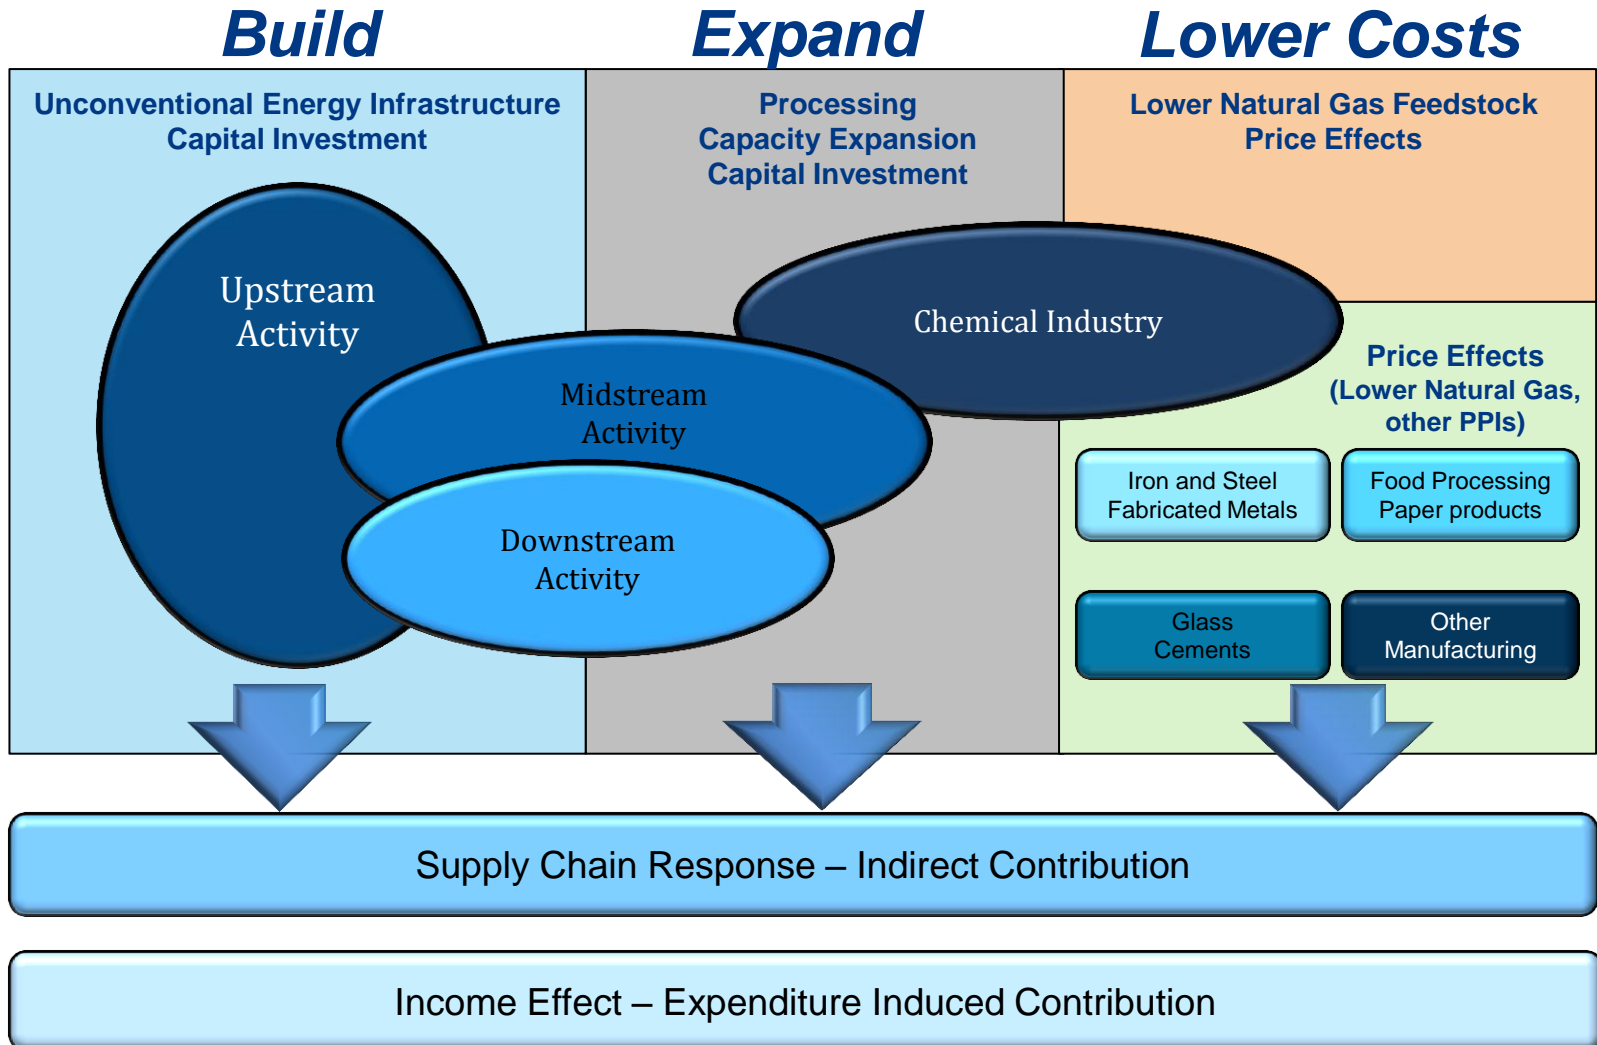 Build
Expand
Lower Costs
Unconventional Energy Infrastructure
Capital Investment
Processing
Capacity Expansion
Capital Investment
Lower Natural Gas Feedstock
Price Effects
Upstream
Activity
Midstream
Activity
Downstream
Activity
Chemical Industry
Price Effects
(Lower Natural Gas,
other PPIs)
Iron and Steel
Fabricated Metals
Food Processing
Paper products
Glass
Cements
Other
Manufacturing
Supply Chain Response – Indirect Contribution
Income Effect – Expenditure Induced Contribution